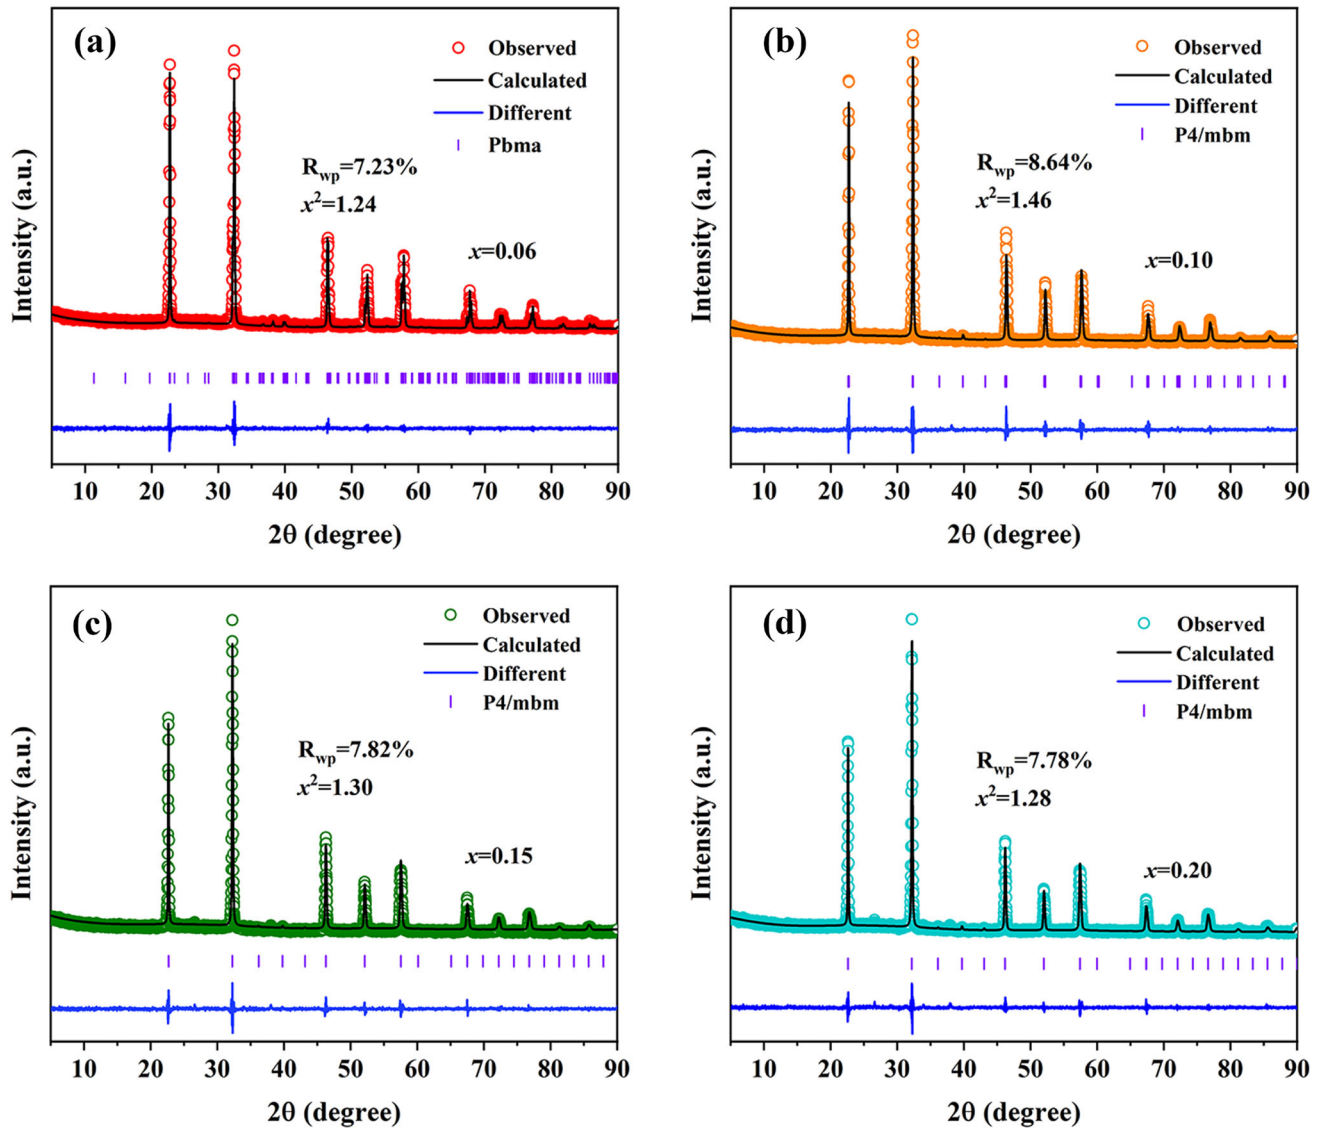 (a)
Observed
Calculated
Different
Pbma
R_wp=7.23%
x²=1.24
x=0.06
Intensity (a.u.)
10 20 30 40 50 60 70 80 90
2θ (degree)
(b)
Observed
Calculated
Different
P4/mbm
R_wp=8.64%
x²=1.46
x=0.10
Intensity (a.u.)
10 20 30 40 50 60 70 80 90
2θ (degree)
(c)
Observed
Calculated
Different
P4/mbm
R_wp=7.82%
x²=1.30
x=0.15
Intensity (a.u.)
10 20 30 40 50 60 70 80 90
2θ (degree)
(d)
Observed
Calculated
Different
P4/mbm
R_wp=7.78%
x²=1.28
x=0.20
Intensity (a.u.)
10 20 30 40 50 60 70 80 90
2θ (degree)